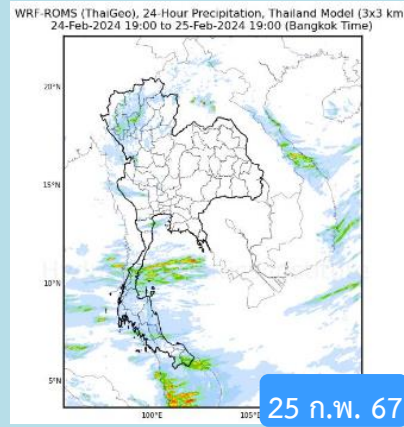 WRF-ROMS (ThaiGeo), 24-Hour Precipitation, Thailand Model (3x3 km
24-Feb-2024 19:00 to 25-Feb-2024 19:00 (Bangkok Time)
20°N
15°N
10°N
5°N
100°E
105°
25 ก.พ. 67